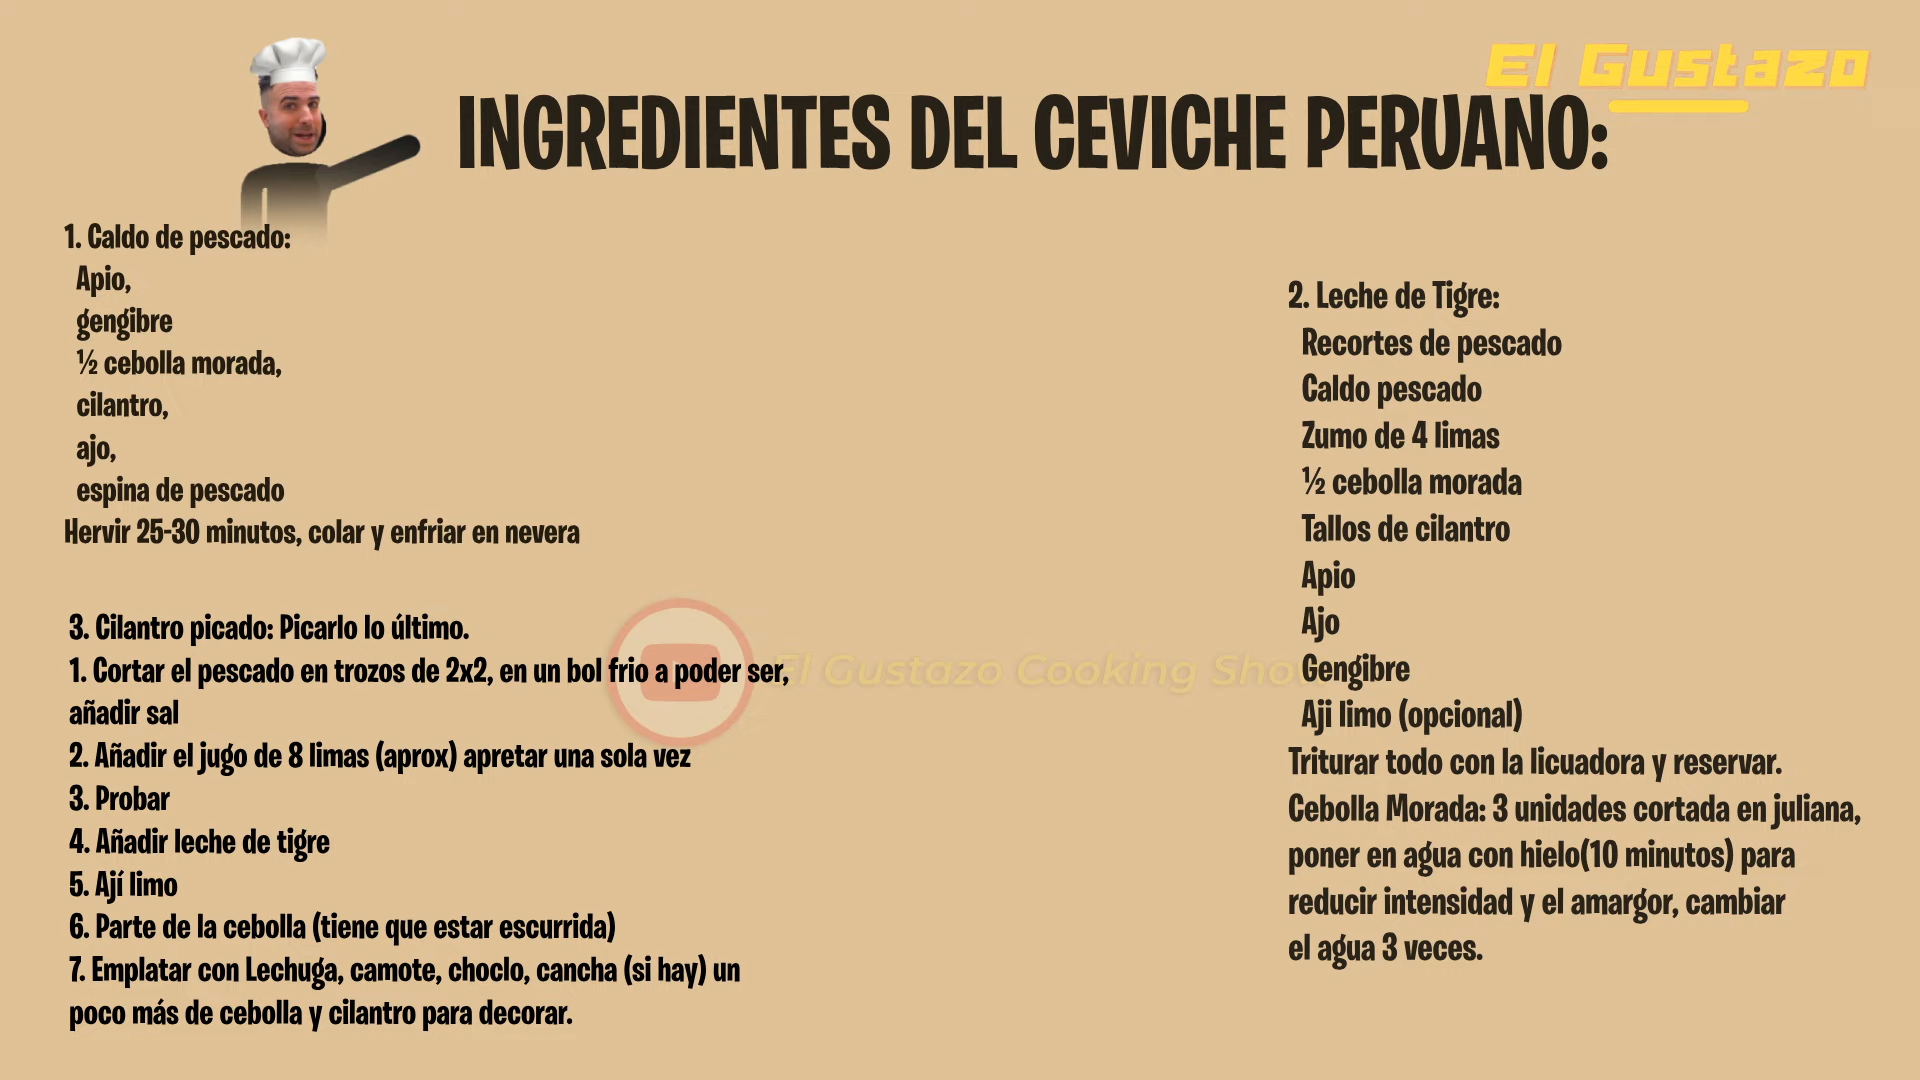 El Gustazo
INGREDIENTES DEL CEVICHE PERUANO:
1. Caldo de pescado:
Apio,
gengibre
½ cebolla morada,
cilantro,
ajo,
espina de pescado
Hervir 25-30 minutos, colar y enfriar en nevera
3. Cilantro picado: Picarlo lo último.
1. Cortar el pescado en trozos de 2x2, en un bol frio a poder ser,
añadir sal
2. Añadir el jugo de 8 limas (aprox) apretar una sola vez
3. Probar
4. Añadir leche de tigre
5. Ají limo
6. Parte de la cebolla (tiene que estar escurrida)
7. Emplatar con Lechuga, camote, choclo, cancha (si hay) un
poco más de cebolla y cilantro para decorar.
El Gustazo Cooking Show
2. Leche de Tigre:
Recortes de pescado
Caldo pescado
Zumo de 4 limas
½ cebolla morada
Tallos de cilantro
Apio
Ajo
Gengibre
Aji limo (opcional)
Triturar todo con la licuadora y reservar.
Cebolla Morada: 3 unidades cortada en juliana,
poner en agua con hielo(10 minutos) para
reducir intensidad y el amargor, cambiar
el agua 3 veces.